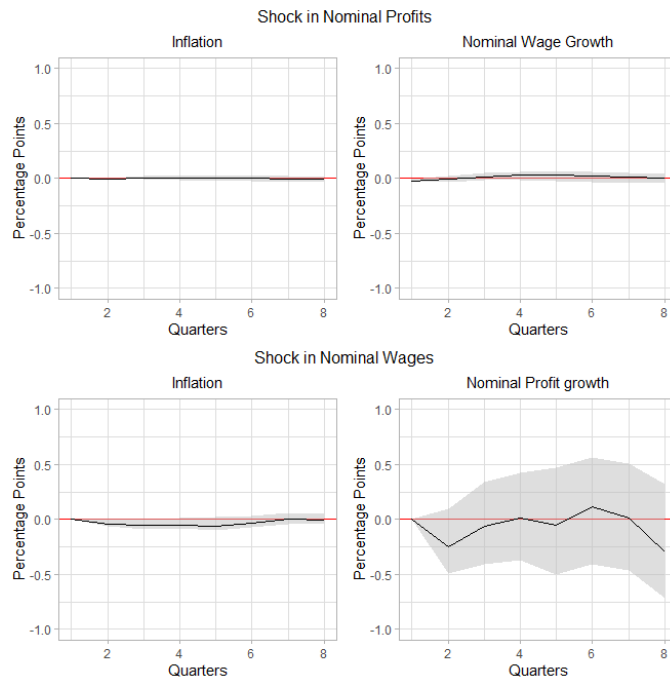 Shock in Nominal Profits
Inflation
Nominal Wage Growth
1.0
0.5
0.0
-0.5
-1.0
Percentage Points
2
4
6
8
Quarters
1.0
0.5
0.0
-0.5
-1.0
Percentage Points
2
4
6
8
Quarters
Shock in Nominal Wages
Inflation
Nominal Profit growth
1.0
0.5
0.0
-0.5
-1.0
Percentage Points
2
4
6
8
Quarters
1.0
0.5
0.0
-0.5
-1.0
Percentage Points
2
4
6
8
Quarters